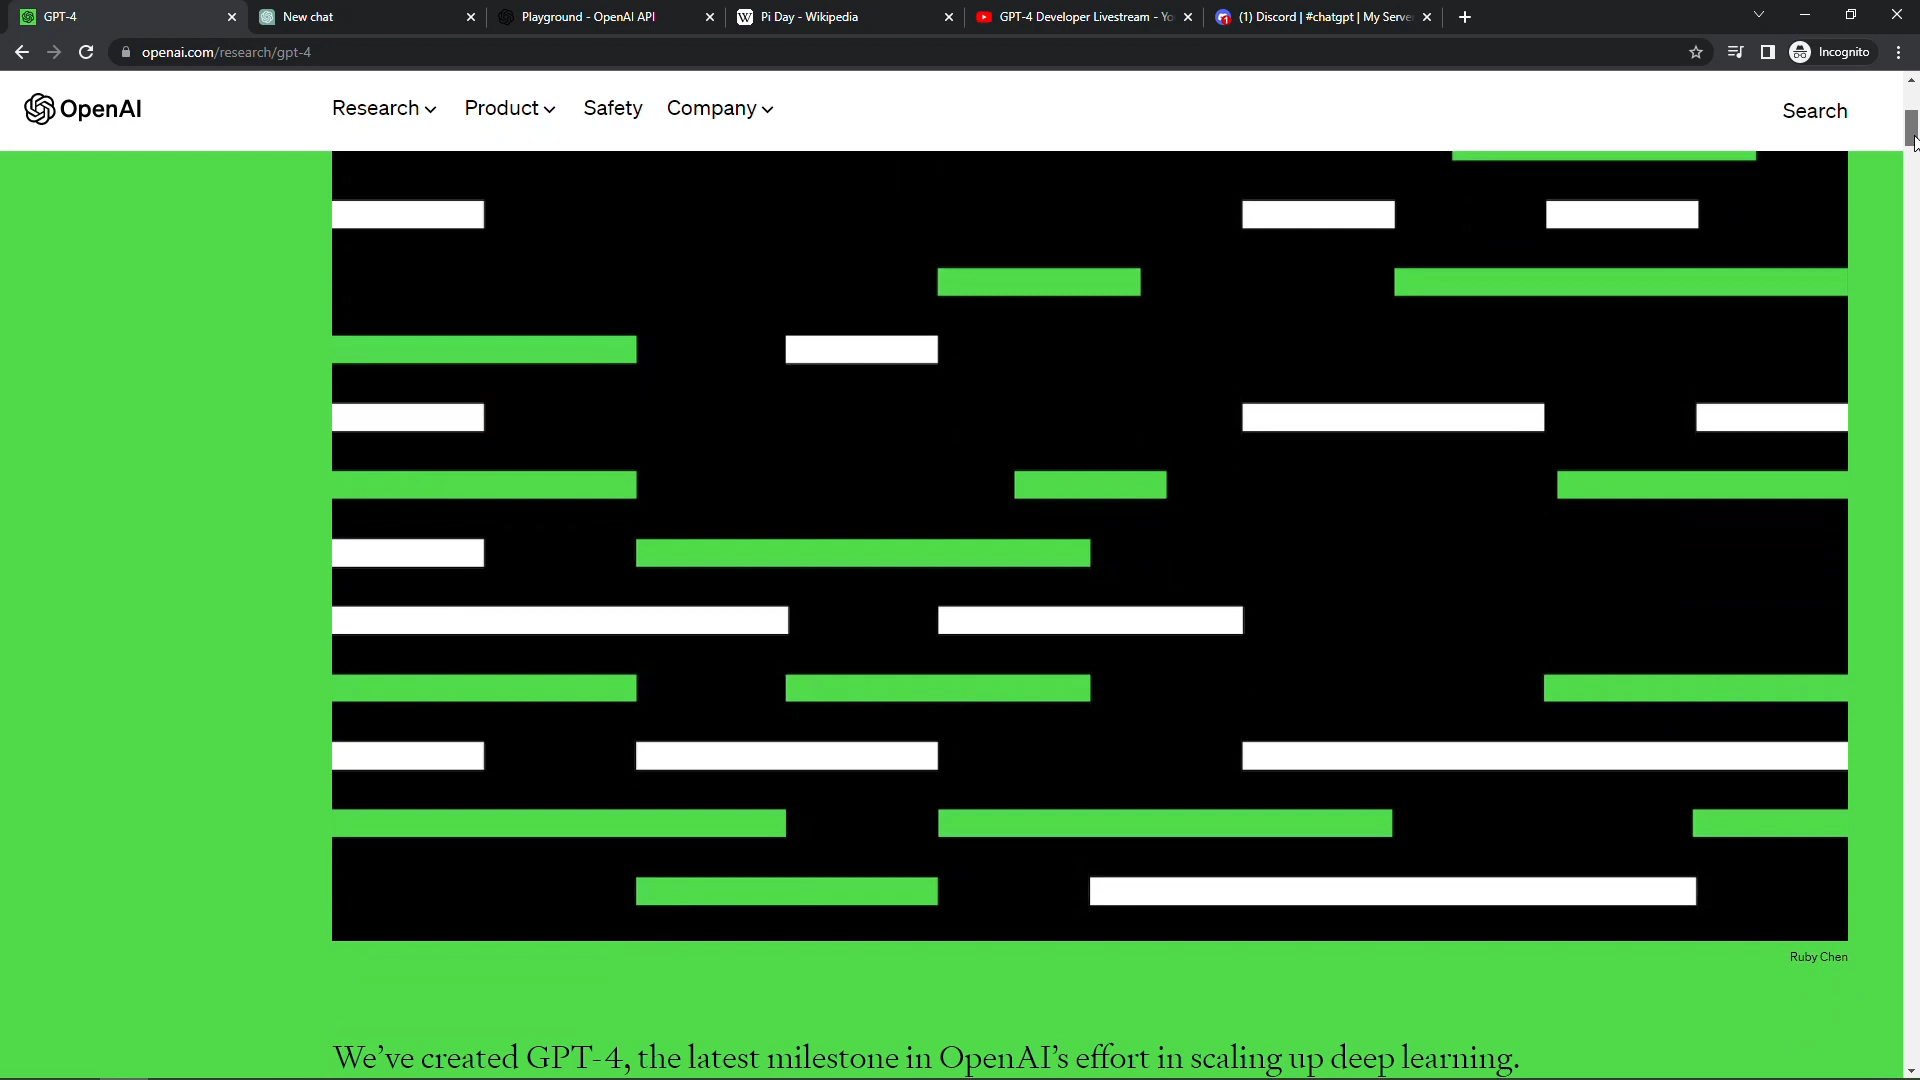 GPT-4
New chat
Playground - OpenAI API
Pi Day - Wikipedia
GPT-4 Developer Livestream - Yo
(1) Discord | #chatgpt | My Serve
openai.com/research/gpt-4
Incognito
OpenAI
Research
Product
Safety
Company
Search
Ruby Chen
We’ve created GPT-4, the latest milestone in OpenAI’s effort in scaling up deep learning.